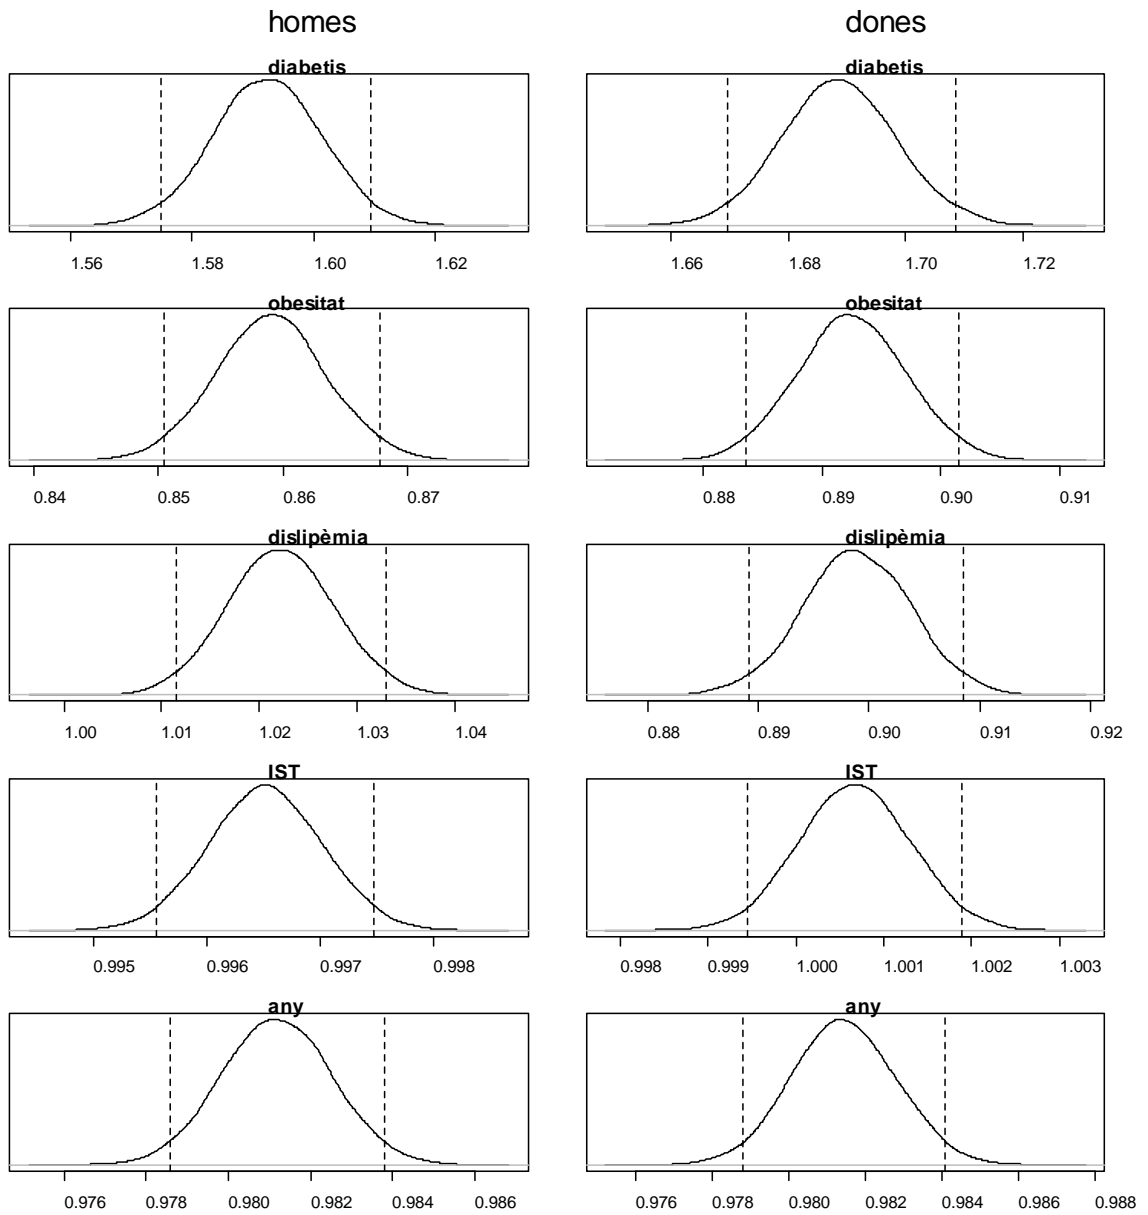 homes dones
diabetis diabetis
1.56 1.58 1.60 1.62 1.66 1.68 1.70 1.72
obesitat obesitat
0.84 0.85 0.86 0.87 0.88 0.89 0.90 0.91
dislipèmia dislipèmia
1.00 1.01 1.02 1.03 1.04 0.88 0.89 0.90 0.91 0.92
IST IST
0.995 0.996 0.997 0.998 0.998 0.999 1.000 1.001 1.002 1.003
any any
0.976 0.978 0.980 0.982 0.984 0.986 0.976 0.978 0.980 0.982 0.984 0.986 0.988